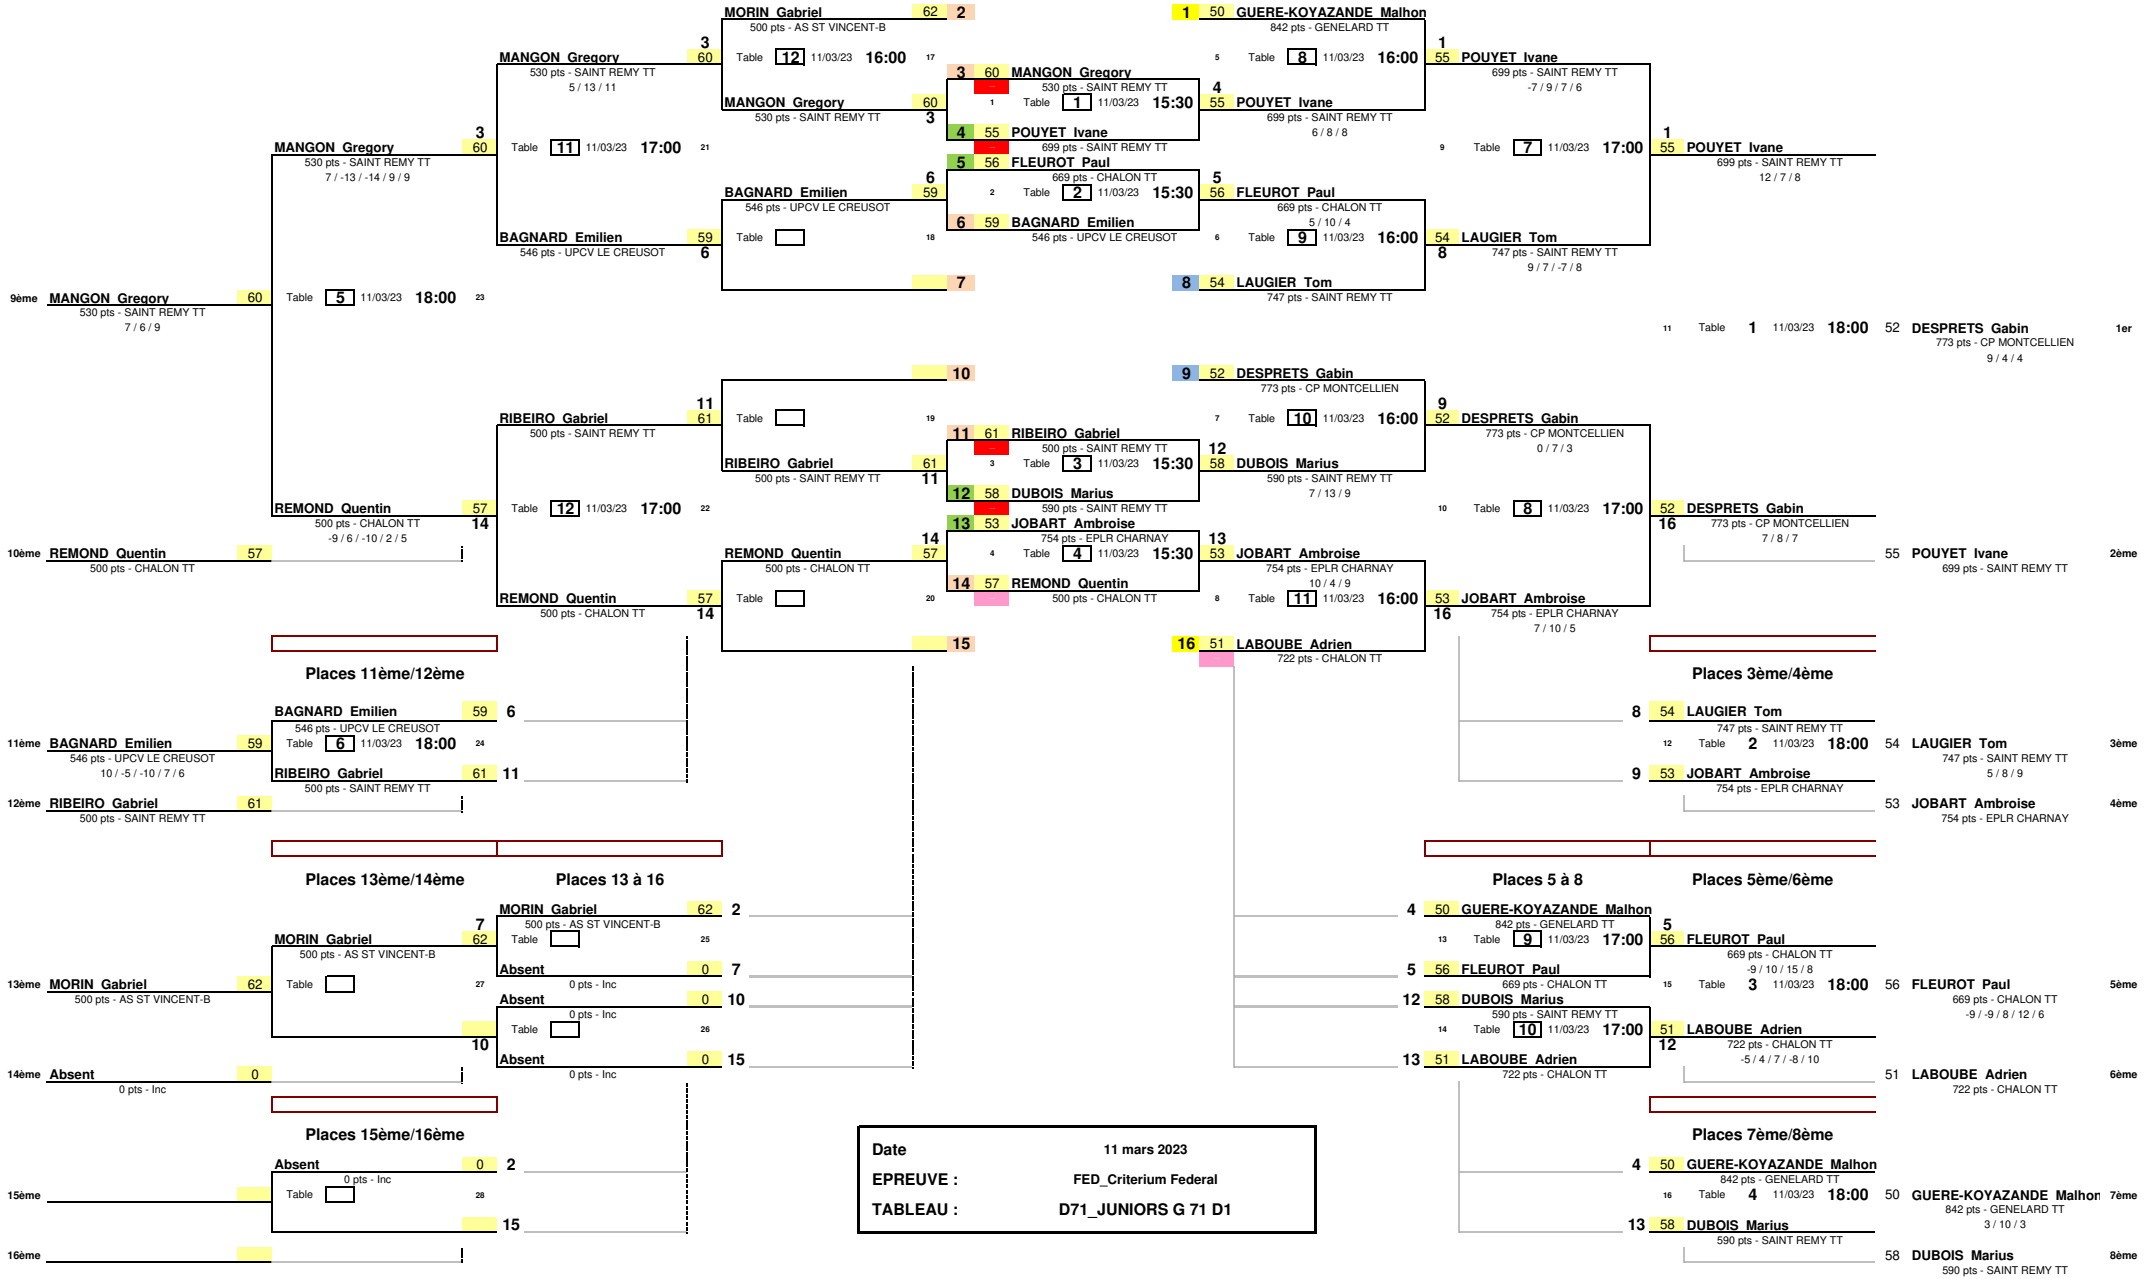 MORIN Gabriel 62 2
500 pts - AS ST VINCENT-B
Table 12 11/03/23 16:00 17
1 50 GUERE-KOYAZANDE Malhon
842 pts - GENELARD TT
5 Table 8 11/03/23 16:00
3
MANGON Gregory 60
530 pts - SAINT REMY TT
5 / 13 / 11
3 60 MANGON Gregory
530 pts - SAINT REMY TT
1 Table 1 11/03/23 15:30
4 55 POUYET Ivane
699 pts - SAINT REMY TT
MANGON Gregory 60
530 pts - SAINT REMY TT 3
4
55 POUYET Ivane
699 pts - SAINT REMY TT
6 / 8 / 8
1
55 POUYET Ivane
699 pts - SAINT REMY TT
-7 / 9 / 7 / 6
3
MANGON Gregory 60
530 pts - SAINT REMY TT
7 / -13 / -14 / 9 / 9
Table 11 11/03/23 17:00 21
9 Table 7 11/03/23 17:00
1
55 POUYET Ivane
699 pts - SAINT REMY TT
12 / 7 / 8
5 56 FLEUROT Paul
669 pts - CHALON TT
2 Table 2 11/03/23 15:30
6 59 BAGNARD Emilien
546 pts - UPCV LE CREUSOT
6
BAGNARD Emilien 59
546 pts - UPCV LE CREUSOT
Table 18
7
5
56 FLEUROT Paul
669 pts - CHALON TT
5 / 10 / 4
6 Table 9 11/03/23 16:00
8 54 LAUGIER Tom
747 pts - SAINT REMY TT
BAGNARD Emilien 59
546 pts - UPCV LE CREUSOT 6
54 LAUGIER Tom
8 747 pts - SAINT REMY TT
9 / 7 / -7 / 8
9ème MANGON Gregory 60
530 pts - SAINT REMY TT
7 / 6 / 9
Table 5 11/03/23 18:00 23
11 Table 1 11/03/23 18:00 52 DESPRETS Gabin 1er
773 pts - CP MONTCELLIEN
9 / 4 / 4
10
9 52 DESPRETS Gabin
773 pts - CP MONTCELLIEN
11
RIBEIRO Gabriel 61
500 pts - SAINT REMY TT
Table 19
7 Table 10 11/03/23 16:00
9
52 DESPRETS Gabin
773 pts - CP MONTCELLIEN
0 / 7 / 3
11 61 RIBEIRO Gabriel
500 pts - SAINT REMY TT
3 Table 3 11/03/23 15:30
12 58 DUBOIS Marius
590 pts - SAINT REMY TT
RIBEIRO Gabriel 61
500 pts - SAINT REMY TT 11
12
58 DUBOIS Marius
590 pts - SAINT REMY TT
7 / 13 / 9
REMOND Quentin 57
500 pts - CHALON TT 14
-9 / 6 / -10 / 2 / 5
Table 12 11/03/23 17:00 22
10 Table 8 11/03/23 17:00
52 DESPRETS Gabin
16 773 pts - CP MONTCELLIEN
7 / 8 / 7
13 53 JOBART Ambroise
754 pts - EPLR CHARNAY
4 Table 4 11/03/23 15:30
14 57 REMOND Quentin
500 pts - CHALON TT
10ème REMOND Quentin 57
500 pts - CHALON TT
14
REMOND Quentin 57
500 pts - CHALON TT
Table 20
15
13
53 JOBART Ambroise
754 pts - EPLR CHARNAY
10 / 4 / 9
8 Table 11 11/03/23 16:00
16 51 LABOUBE Adrien
722 pts - CHALON TT
55 POUYET Ivane 2ème
699 pts - SAINT REMY TT
REMOND Quentin 57
500 pts - CHALON TT 14
53 JOBART Ambroise
16 754 pts - EPLR CHARNAY
7 / 10 / 5
Places 11ème/12ème
BAGNARD Emilien 59 6
546 pts - UPCV LE CREUSOT
11ème BAGNARD Emilien 59
546 pts - UPCV LE CREUSOT
10 / -5 / -10 / 7 / 6
Table 6 11/03/23 18:00 24
RIBEIRO Gabriel 61 11
500 pts - SAINT REMY TT
12ème RIBEIRO Gabriel 61
500 pts - SAINT REMY TT
Places 3ème/4ème
8 54 LAUGIER Tom
747 pts - SAINT REMY TT
12 Table 2 11/03/23 18:00 54 LAUGIER Tom 3ème
747 pts - SAINT REMY TT
5 / 8 / 9
9 53 JOBART Ambroise
754 pts - EPLR CHARNAY
53 JOBART Ambroise 4ème
754 pts - EPLR CHARNAY
Places 13ème/14ème Places 13 à 16
MORIN Gabriel 62 2
500 pts - AS ST VINCENT-B
Table 25
Absent 0 7
0 pts - Inc
7
MORIN Gabriel 62
500 pts - AS ST VINCENT-B
13ème MORIN Gabriel 62
500 pts - AS ST VINCENT-B
Table 27
Absent 0 10
0 pts - Inc
Table 26
10
Absent 0 15
0 pts - Inc
14ème Absent 0
0 pts - Inc
Places 5 à 8 Places 5ème/6ème
4 50 GUERE-KOYAZANDE Malhon
842 pts - GENELARD TT
13 Table 9 11/03/23 17:00
5 56 FLEUROT Paul
669 pts - CHALON TT
5
56 FLEUROT Paul
669 pts - CHALON TT
-9 / 10 / 15 / 8
15 Table 3 11/03/23 18:00 56 FLEUROT Paul 5ème
669 pts - CHALON TT
-9 / -9 / 8 / 12 / 6
12 58 DUBOIS Marius
590 pts - SAINT REMY TT
14 Table 10 11/03/23 17:00
13 51 LABOUBE Adrien
722 pts - CHALON TT
51 LABOUBE Adrien
12 722 pts - CHALON TT
-5 / 4 / 7 / -8 / 10
51 LABOUBE Adrien 6ème
722 pts - CHALON TT
Places 15ème/16ème
Absent 0 2
0 pts - Inc
15ème Table 28
15
16ème
Date 11 mars 2023
EPREUVE : FED_Criterium Federal
TABLEAU : D71_JUNIORS G 71 D1
Places 7ème/8ème
4 50 GUERE-KOYAZANDE Malhon
842 pts - GENELARD TT
16 Table 4 11/03/23 18:00 50 GUERE-KOYAZANDE Malhon 7ème
842 pts - GENELARD TT
3 / 10 / 3
13 58 DUBOIS Marius
590 pts - SAINT REMY TT
58 DUBOIS Marius 8ème
590 pts - SAINT REMY TT